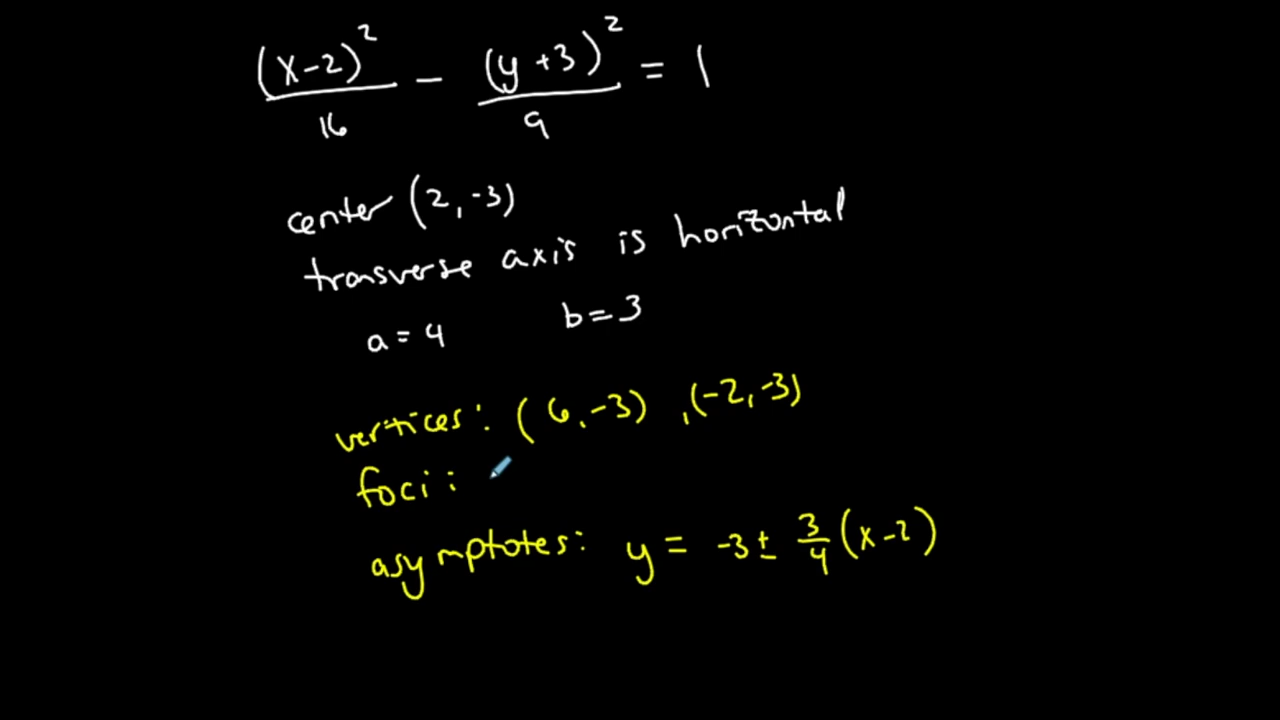 (x-2)² / 16 - (y+3)² / 9 = 1
center (2,-3)
transverse axis is horizontal
a = 4 b = 3
vertices: (6,-3) ,(-2,-3)
foci:
asymptotes: y = -3 ± 3/4 (x-2)